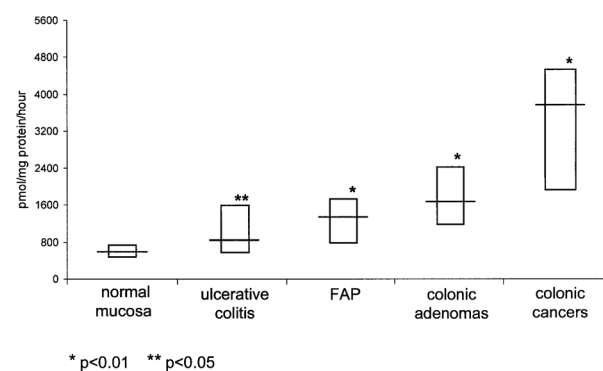 5600
4800
4000
3200
2400
1600
800
0
pmol/mg protein/hour
*
**
*
*
*
normal mucosa
ulcerative colitis
FAP
colonic adenomas
colonic cancers
* p<0.01 ** p<0.05